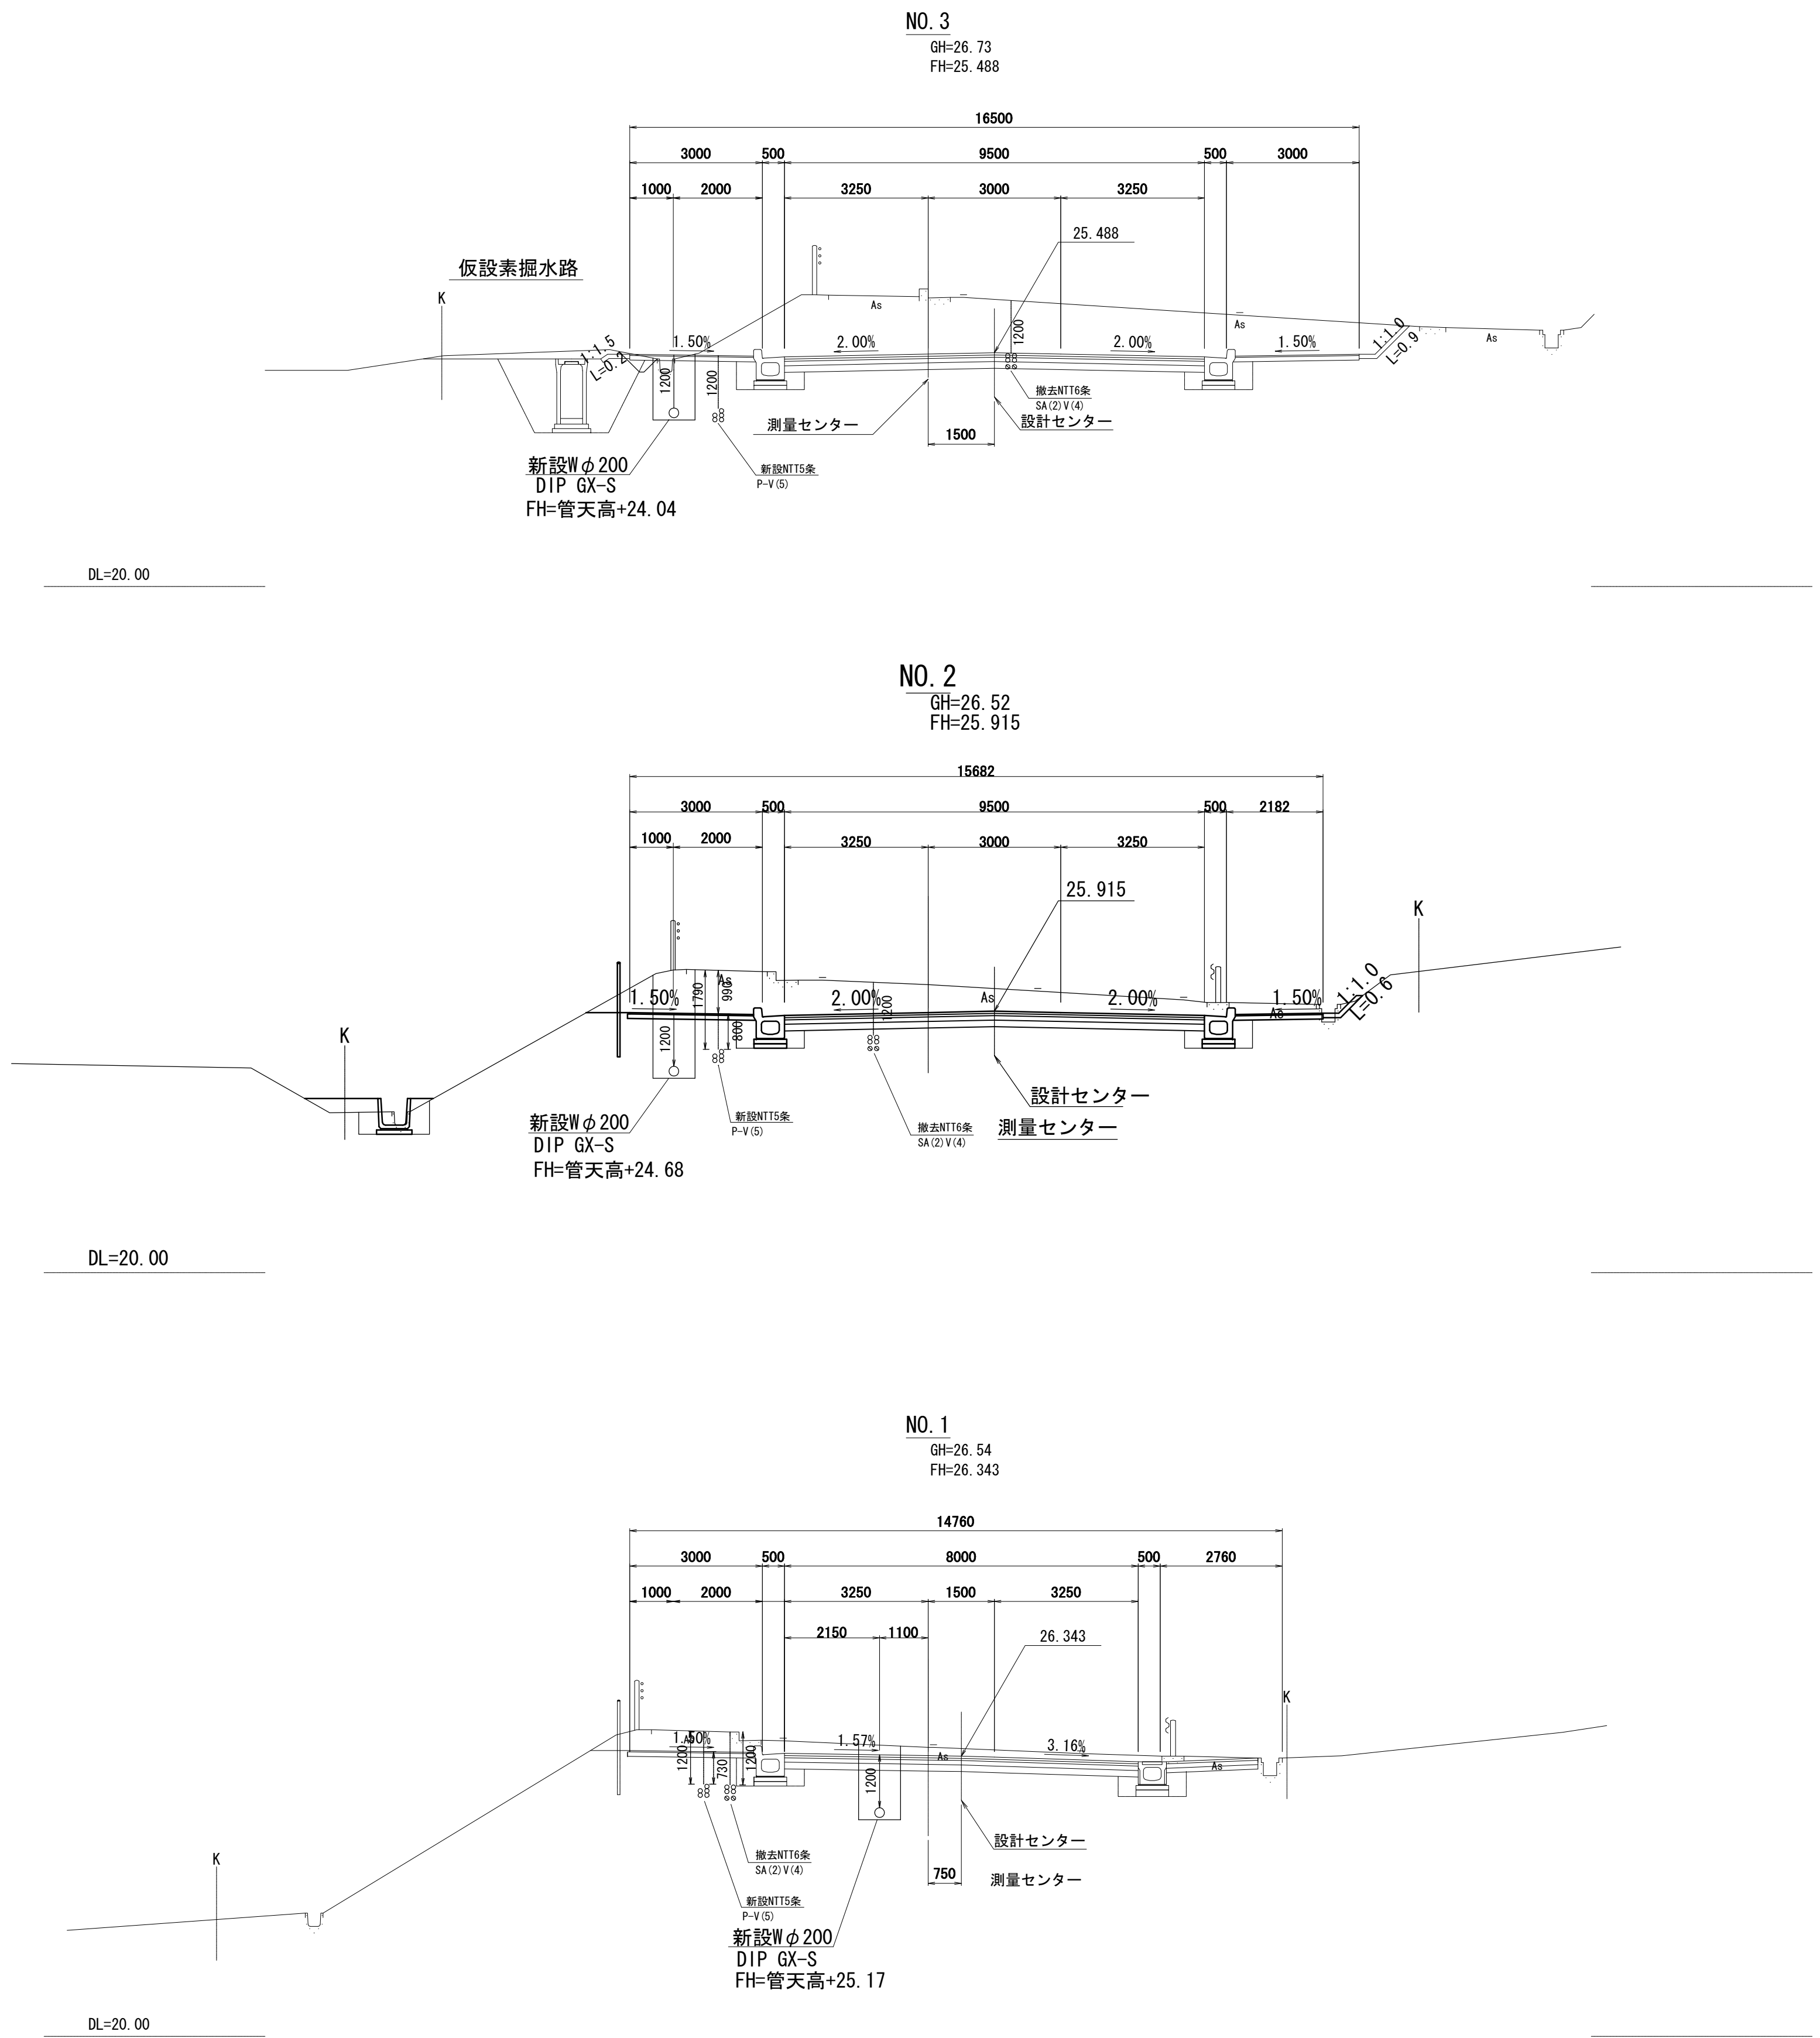 NO. 3
GH=26. 73
FH=25. 488
16500
3000 500 9500 500 3000
1000 2000 3250 3000 3250
25. 488
仮設素掘水路
K
As
As
As
1:1.5
L=0.2
1. 50%
2. 00%
1200
2. 00%
1. 50%
1:1.0
L=0.9
1200
1200
撤去NTT6条
SA(2)V(4)
測量センター
設計センター
1500
新設Wφ200
DIP GX-S
FH=管天高+24. 04
新設NTT5条
P-V(5)
DL=20. 00
NO. 2
GH=26. 52
FH=25. 915
15682
3000 500 9500 500 2182
1000 2000 3250 3000 3250
25. 915
K
As
1790
990
1. 50%
2. 00%
1200
As
2. 00%
1. 50%
As
1:1.0
L=0.6
K
1200
800
設計センター
新設Wφ200
DIP GX-S
FH=管天高+24. 68
新設NTT5条
P-V(5)
撤去NTT6条
SA(2)V(4)
測量センター
DL=20. 00
NO. 1
GH=26. 54
FH=26. 343
14760
3000 500 8000 500 2760
1000 2000 3250 1500 3250
2150 1100
26. 343
K
1. 50%
As
1. 57%
As
3. 16%
As
1200
730
1200
1200
設計センター
撤去NTT6条
SA(2)V(4)
K
750
測量センター
新設NTT5条
P-V(5)
新設Wφ200
DIP GX-S
FH=管天高+25. 17
DL=20. 00